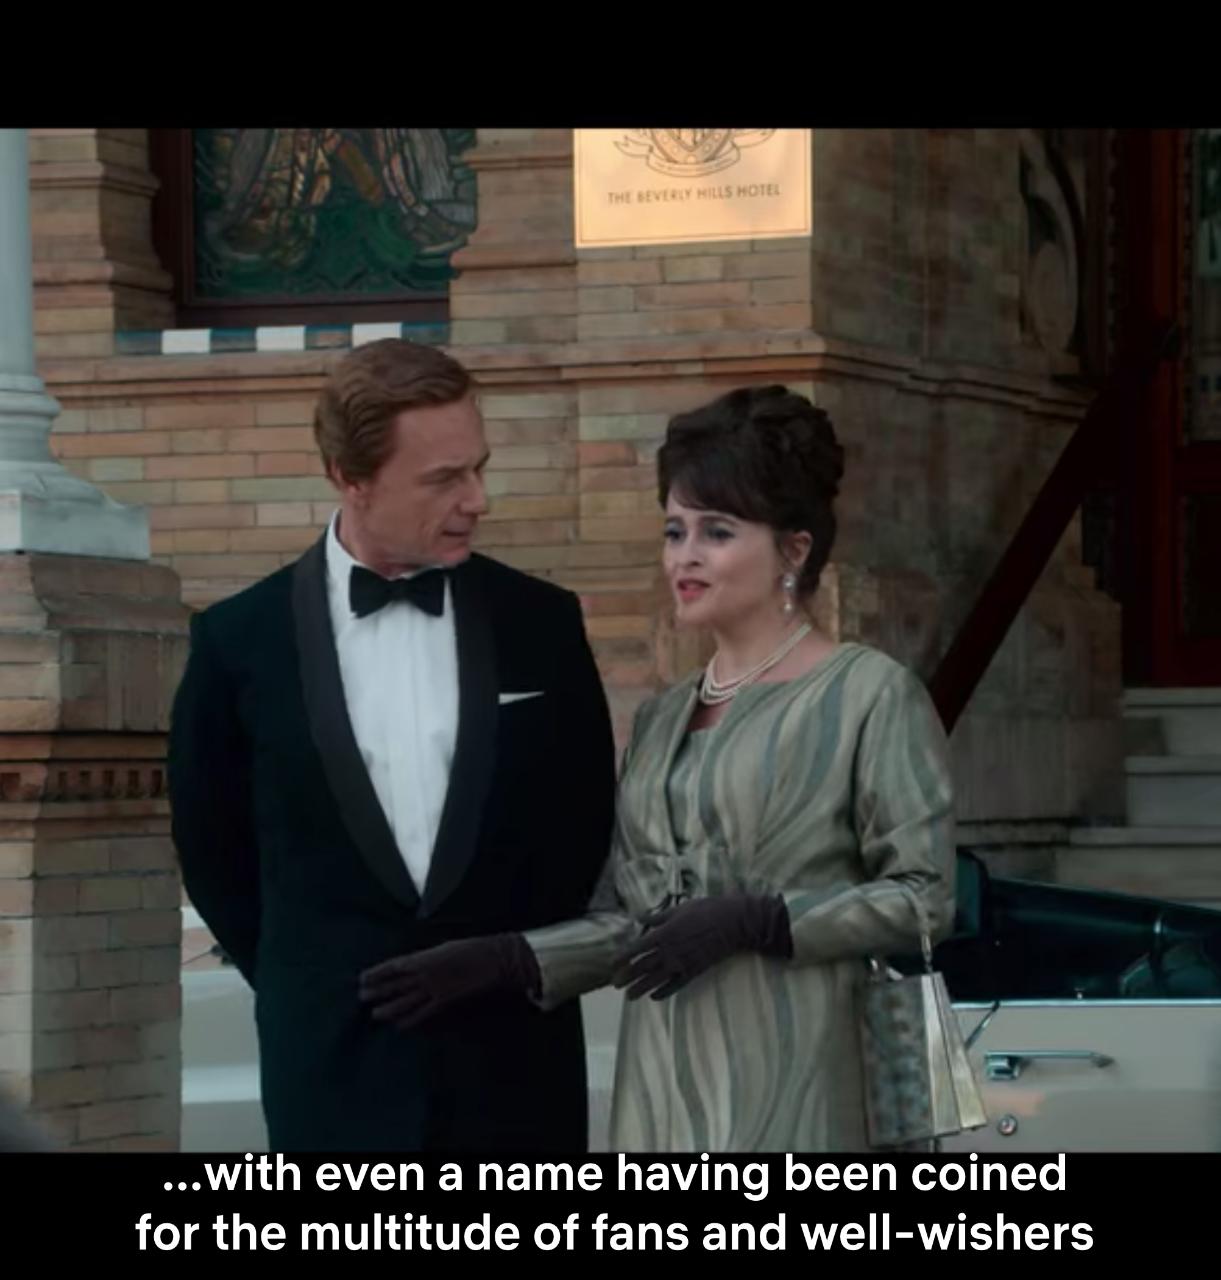 THE BEVERLY HILLS HOTEL
...with even a name having been coined
for the multitude of fans and well-wishers